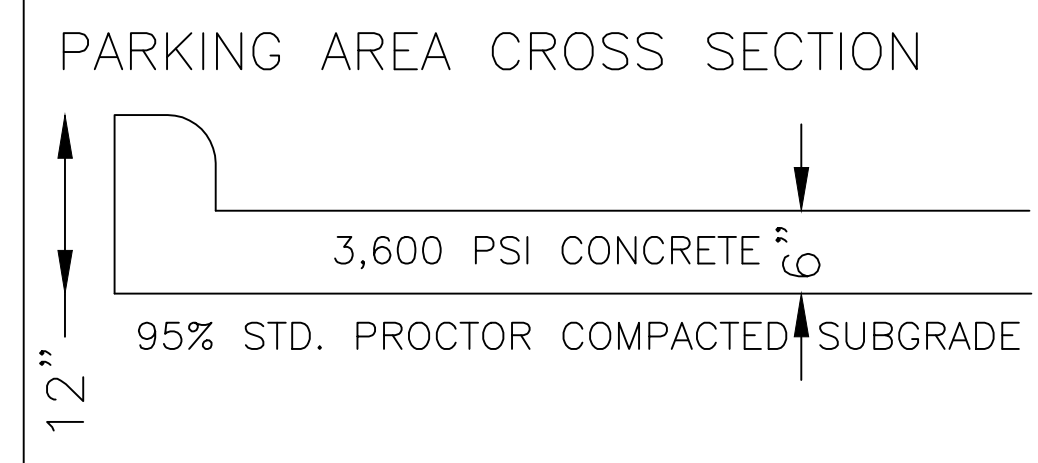 PARKING AREA CROSS SECTION
3,600 PSI CONCRETE
6"
95% STD. PROCTOR COMPACTED SUBGRADE
12"